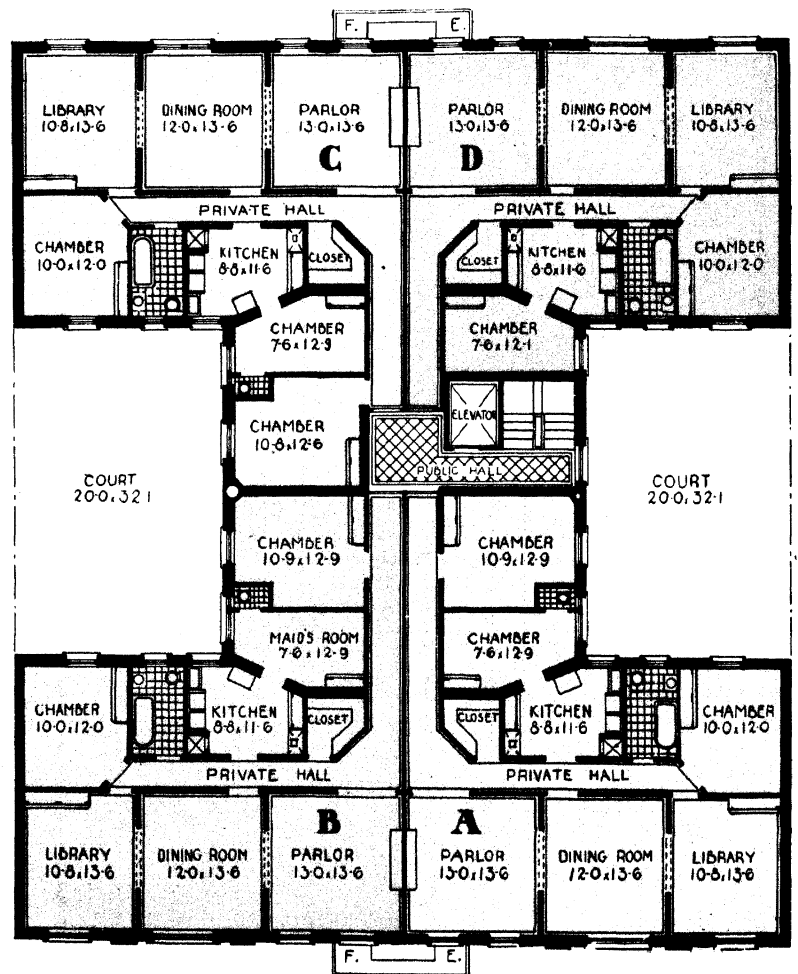 F. E.
LIBRARY
10-8x13-6
DINING ROOM
12-0x13-6
PARLOR
13-0x13-6
C
PARLOR
13-0x13-6
D
DINING ROOM
12-0x13-6
LIBRARY
10-8x13-6
PRIVATE HALL
PRIVATE HALL
CHAMBER
10-0x12-0
KITCHEN
8-8x11-6
CLOSET
CLOSET
KITCHEN
8-8x11-6
CHAMBER
10-0x12-0
CHAMBER
7-6x12-9
CHAMBER
7-6x12-1
CHAMBER
10-8x12-6
ELEVATOR
PUBLIC HALL
COURT
20-0x32-1
COURT
20-0x32-1
CHAMBER
10-9x12-9
CHAMBER
10-9x12-9
MAID'S ROOM
7-6x12-9
CHAMBER
7-6x12-9
CHAMBER
10-0x12-0
KITCHEN
8-8x11-6
CLOSET
CLOSET
KITCHEN
8-8x11-6
CHAMBER
10-0x12-0
PRIVATE HALL
PRIVATE HALL
B
A
LIBRARY
10-8x13-6
DINING ROOM
12-0x13-6
PARLOR
13-0x13-6
PARLOR
13-0x13-6
DINING ROOM
12-0x13-6
LIBRARY
10-8x13-6
F. E.